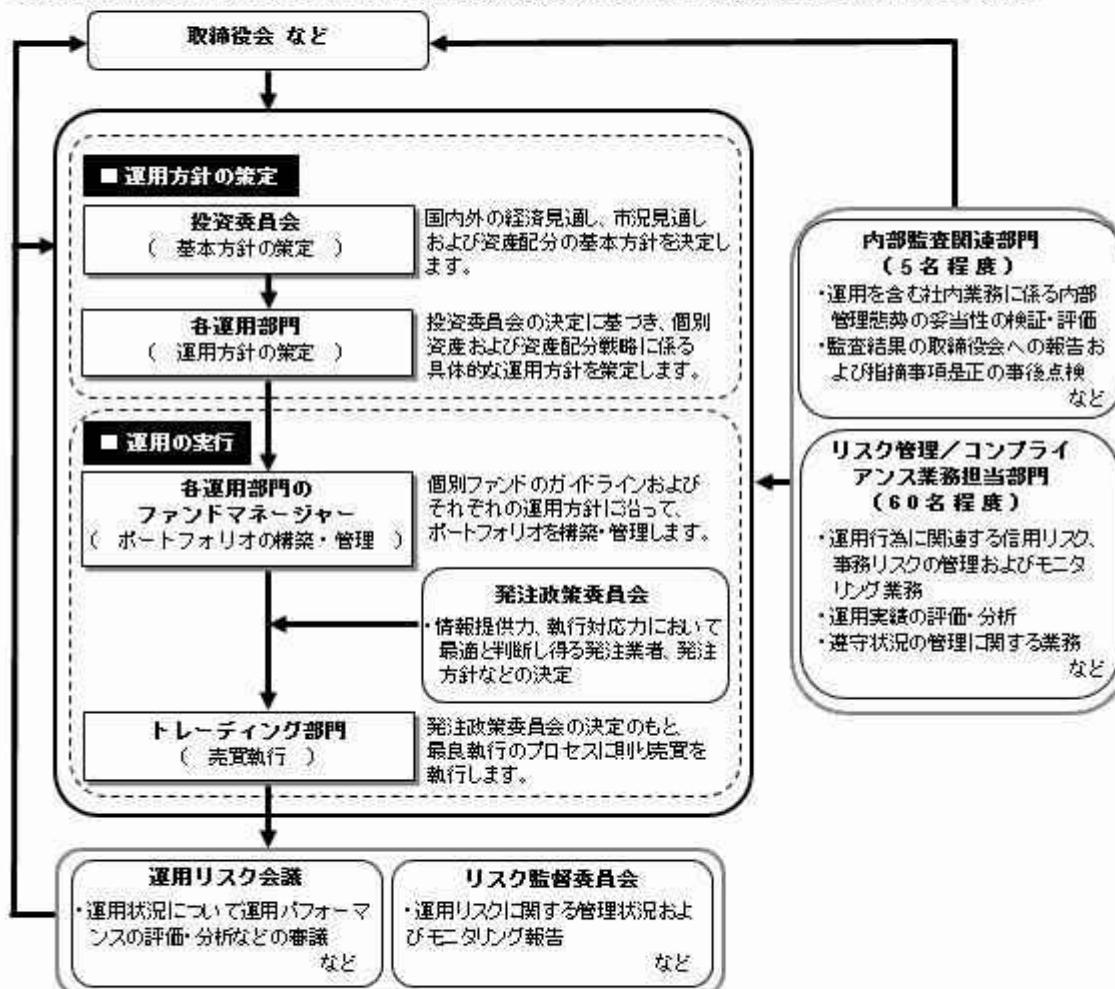 取締役会 など
■ 運用方針の策定
投資委員会
( 基本方針の策定 )
国内外の経済見通し、市況見通し
および資産配分の基本方針を決定し
ます。
各運用部門
( 運用方針の策定 )
投資委員会の決定に基づき、個別
資産および資産配分戦略に係る
具体的な運用方針を策定します。
■ 運用の実行
各運用部門の
ファンドマネージャー
( ポートフォリオの構築・管理 )
個別ファンドのガイドラインおよび
それぞれの運用方針に沿って、
ポートフォリオを構築・管理します。
発注政策委員会
・情報提供力、執行対応力において
最適と判断し得る発注業者、発注
方針などの決定
トレーディング部門
( 売買執行 )
発注政策委員会の決定のもと、
最良執行のプロセスに則り売買を
執行します。
内部監査関連部門
(5名程度)
・運用を含む社内業務に係る内部
管理態勢の妥当性の検証・評価
・監査結果の取締役会への報告お
よび指摘事項是正の事後点検
など
リスク管理/コンプライ
アンス業務担当部門
(60名程度)
・運用行為に関連する信用リスク、
事務リスクの管理およびモニタ
リング業務
・運用実績の評価・分析
・遵守状況の管理に関する業務
など
運用リスク会議
・運用状況について運用パフォーマ
ンスの評価・分析などの審議
など
リスク監督委員会
・運用リスクに関する管理状況およ
びモニタリング報告
など